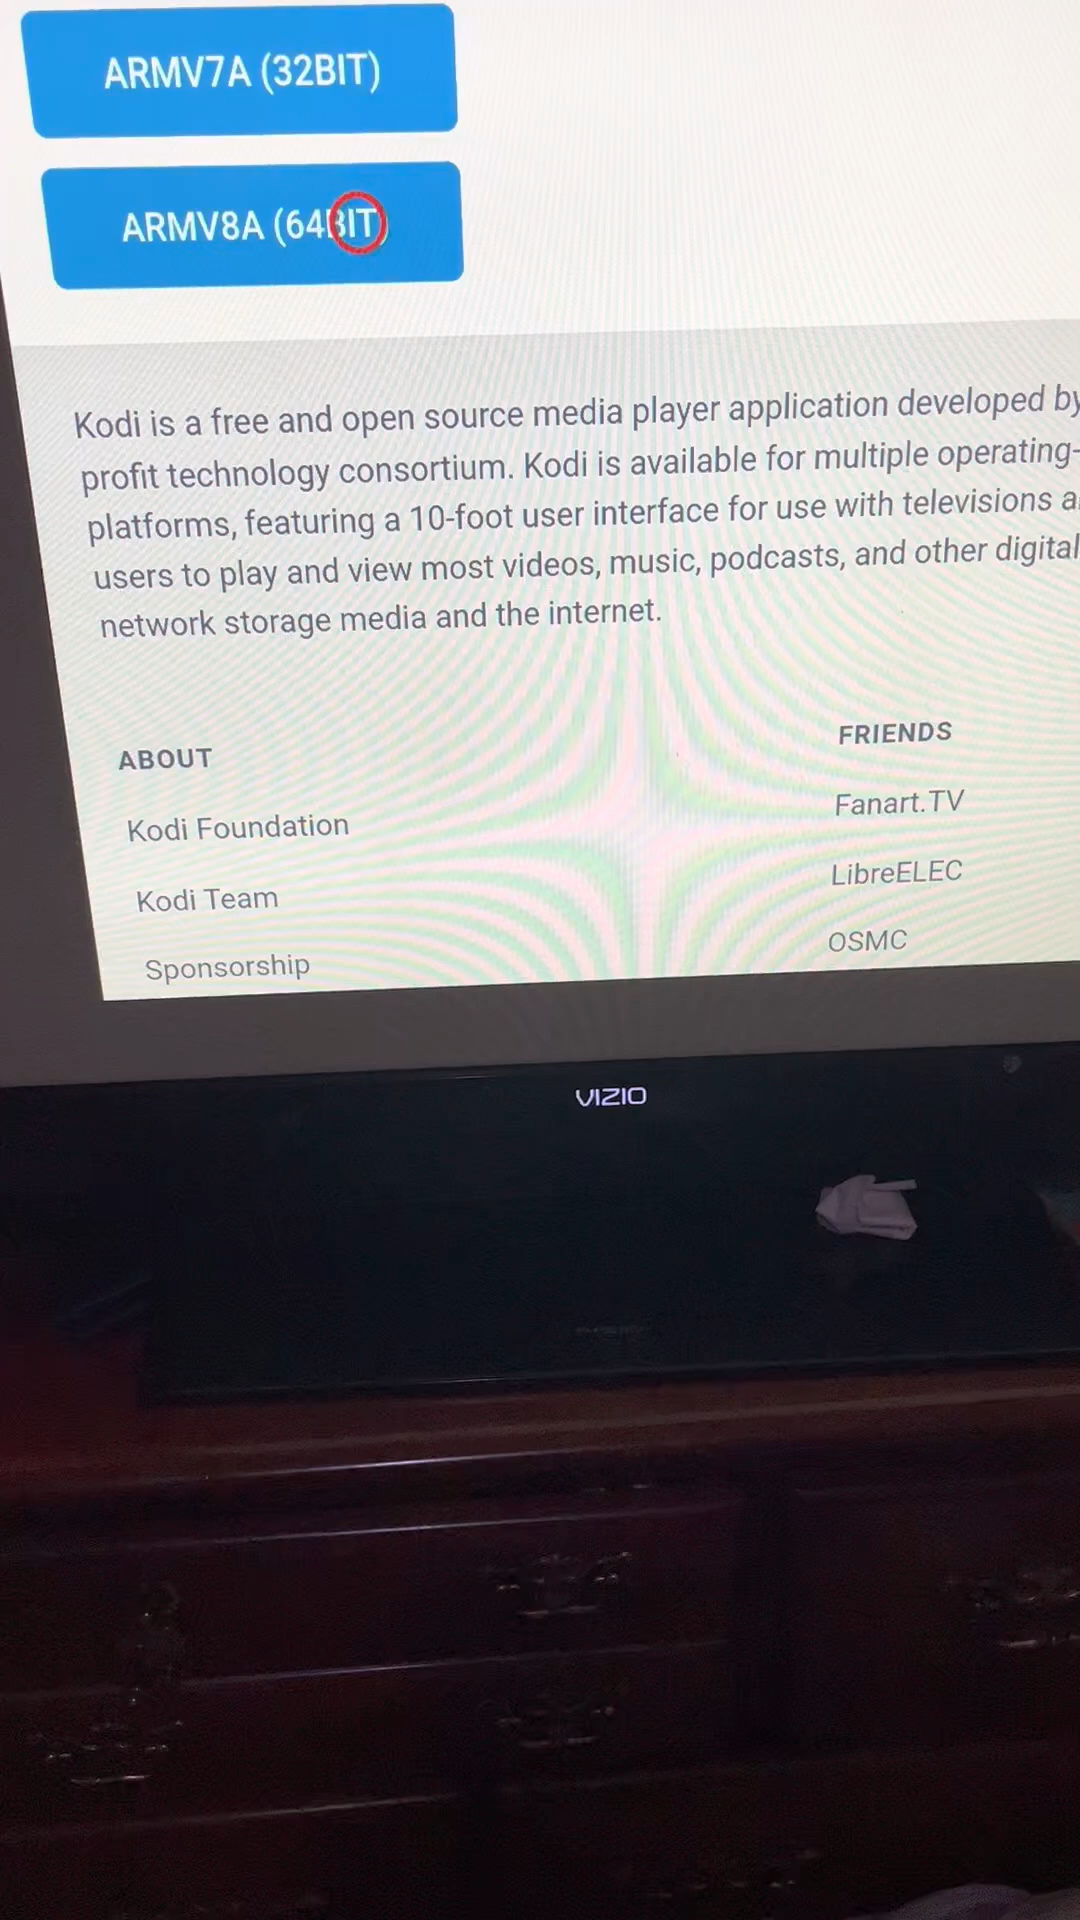 ARMV7A (32BIT)
ARMV8A (64BIT)
Kodi is a free and open source media player application developed by
profit technology consortium. Kodi is available for multiple operating-
platforms, featuring a 10-foot user interface for use with televisions a
users to play and view most videos, music, podcasts, and other digital
network storage media and the internet.
ABOUT
Kodi Foundation
Kodi Team
Sponsorship
FRIENDS
Fanart.TV
LibreELEC
OSMC
VIZIO